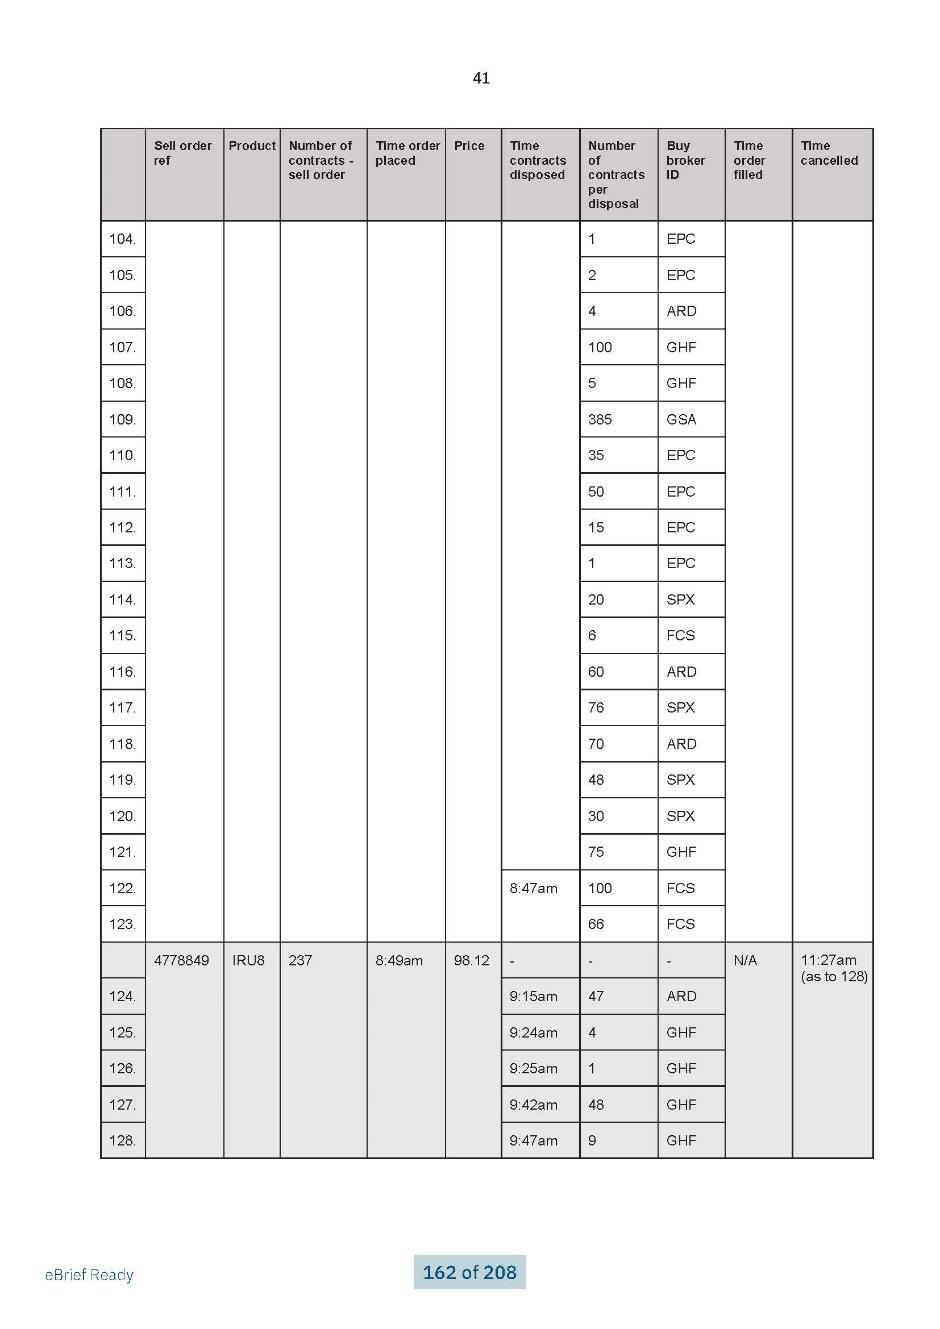 41
Sell order ref | Product | Number of contracts - sell order | Time order placed | Price | Time contracts disposed | Number of contracts per disposal | Buy broker ID | Time order filled | Time cancelled
104. 1 EPC
105. 2 EPC
106. 4 ARD
107. 100 GHF
108. 5 GHF
109. 385 GSA
110. 35 EPC
111. 50 EPC
112. 15 EPC
113. 1 EPC
114. 20 SPX
115. 6 FCS
116. 60 ARD
117. 76 SPX
118. 70 ARD
119. 48 SPX
120. 30 SPX
121. 75 GHF
122. 8:47am 100 FCS
123. 66 FCS
4778849 IRU8 237 8:49am 98.12 - - - N/A 11:27am (as to 128)
124. 9:15am 47 ARD
125. 9:24am 4 GHF
126. 9:25am 1 GHF
127. 9:42am 48 GHF
128. 9:47am 9 GHF
eBrief Ready
162 of 208